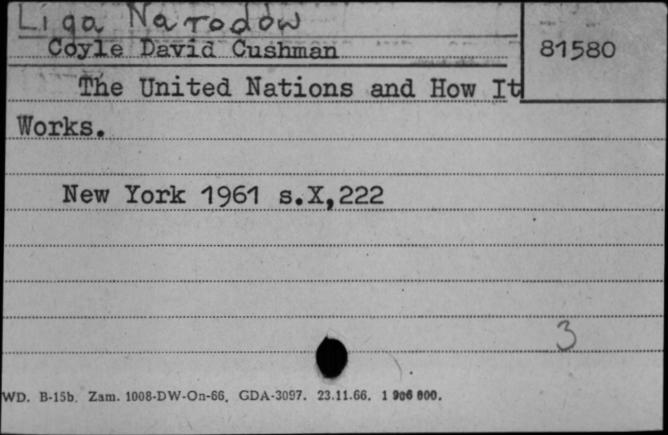 Liga Narodów
Coyle David Cushman
81580
The United Nations and How It
Works.
New York 1961 s.X,222
3
WD. B-15b. Zam. 1008-DW-On-66. GDA-3097. 23.11.66. 1 906 000.